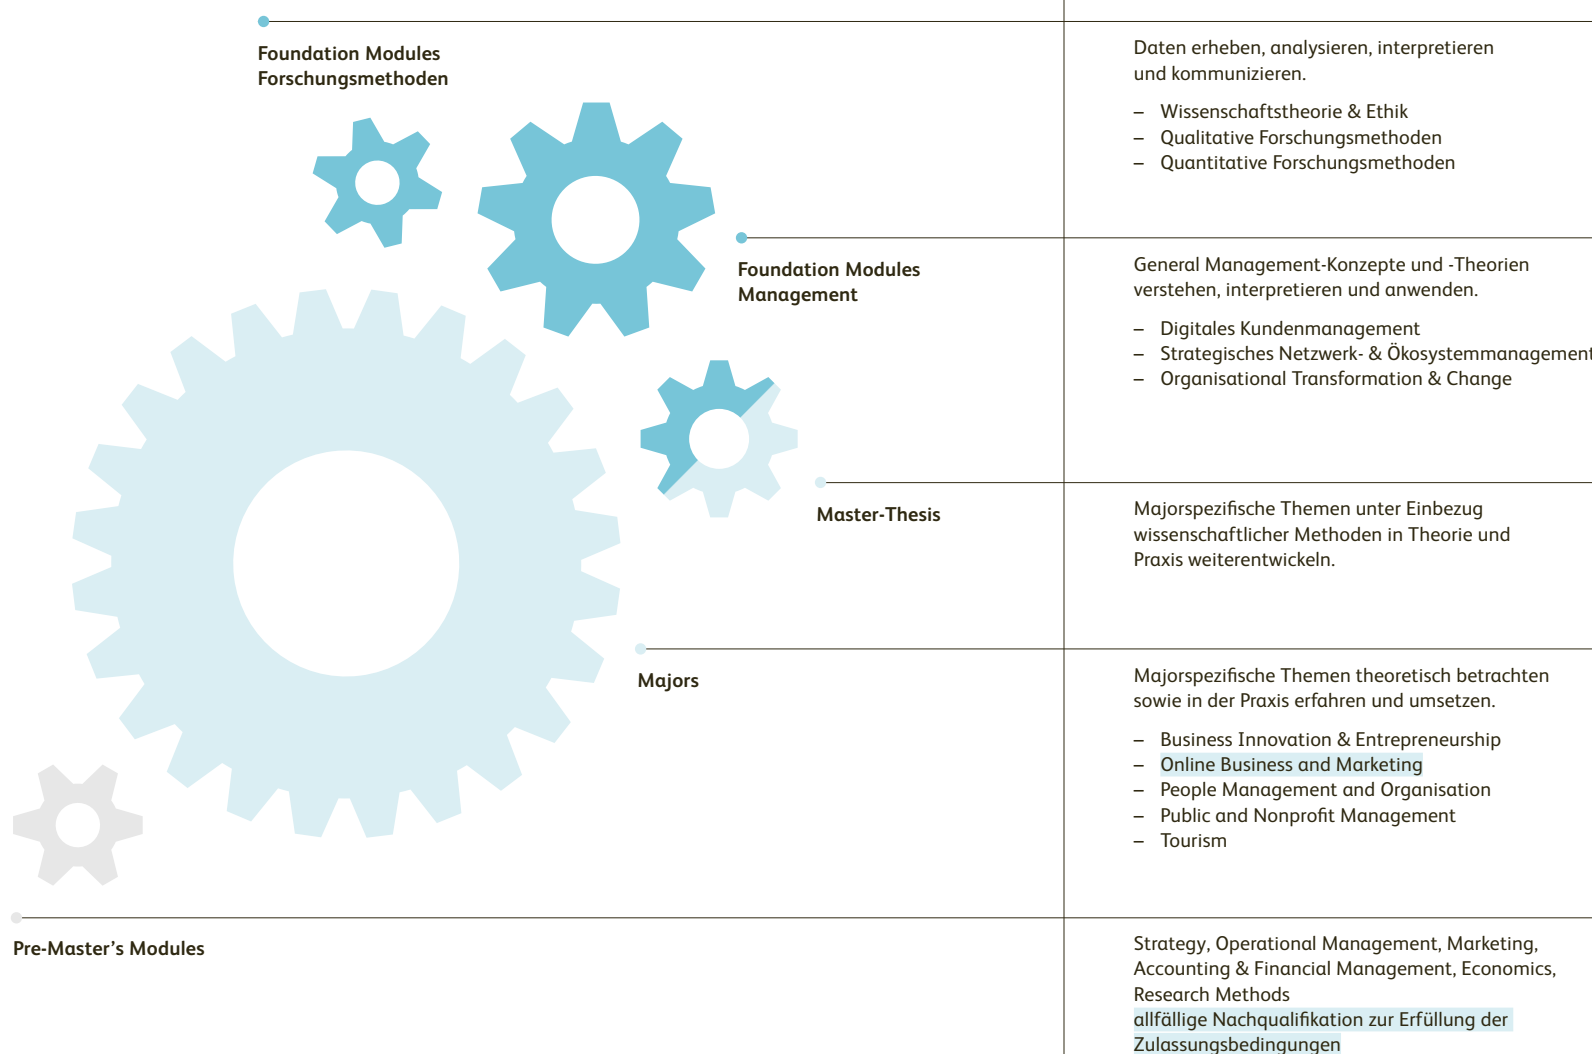 Foundation Modules
Forschungsmethoden
Daten erheben, analysieren, interpretieren
und kommunizieren.
– Wissenschaftstheorie & Ethik
– Qualitative Forschungsmethoden
– Quantitative Forschungsmethoden
Foundation Modules
Management
General Management-Konzepte und -Theorien
verstehen, interpretieren und anwenden.
– Digitales Kundenmanagement
– Strategisches Netzwerk- & Ökosystemmanagement
– Organisational Transformation & Change
Master-Thesis
Majorspezifische Themen unter Einbezug
wissenschaftlicher Methoden in Theorie und
Praxis weiterentwickeln.
Majors
Majorspezifische Themen theoretisch betrachten
sowie in der Praxis erfahren und umsetzen.
– Business Innovation & Entrepreneurship
– Online Business and Marketing
– People Management and Organisation
– Public and Nonprofit Management
– Tourism
Pre-Master’s Modules
Strategy, Operational Management, Marketing,
Accounting & Financial Management, Economics,
Research Methods
allfällige Nachqualifikation zur Erfüllung der
Zulassungsbedingungen